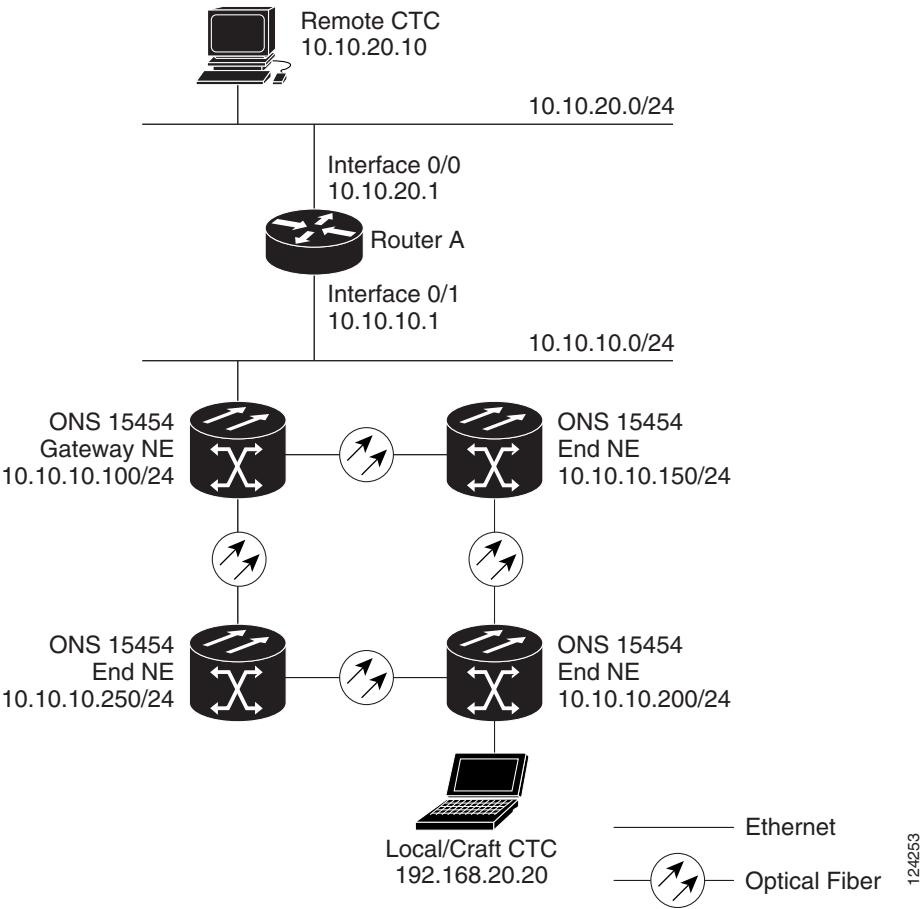 Remote CTC
10.10.20.10
10.10.20.0/24
Interface 0/0
10.10.20.1
Router A
Interface 0/1
10.10.10.1
10.10.10.0/24
ONS 15454
Gateway NE
10.10.10.100/24
ONS 15454
End NE
10.10.10.150/24
ONS 15454
End NE
10.10.10.250/24
ONS 15454
End NE
10.10.10.200/24
Local/Craft CTC
192.168.20.20
Ethernet
Optical Fiber
124253